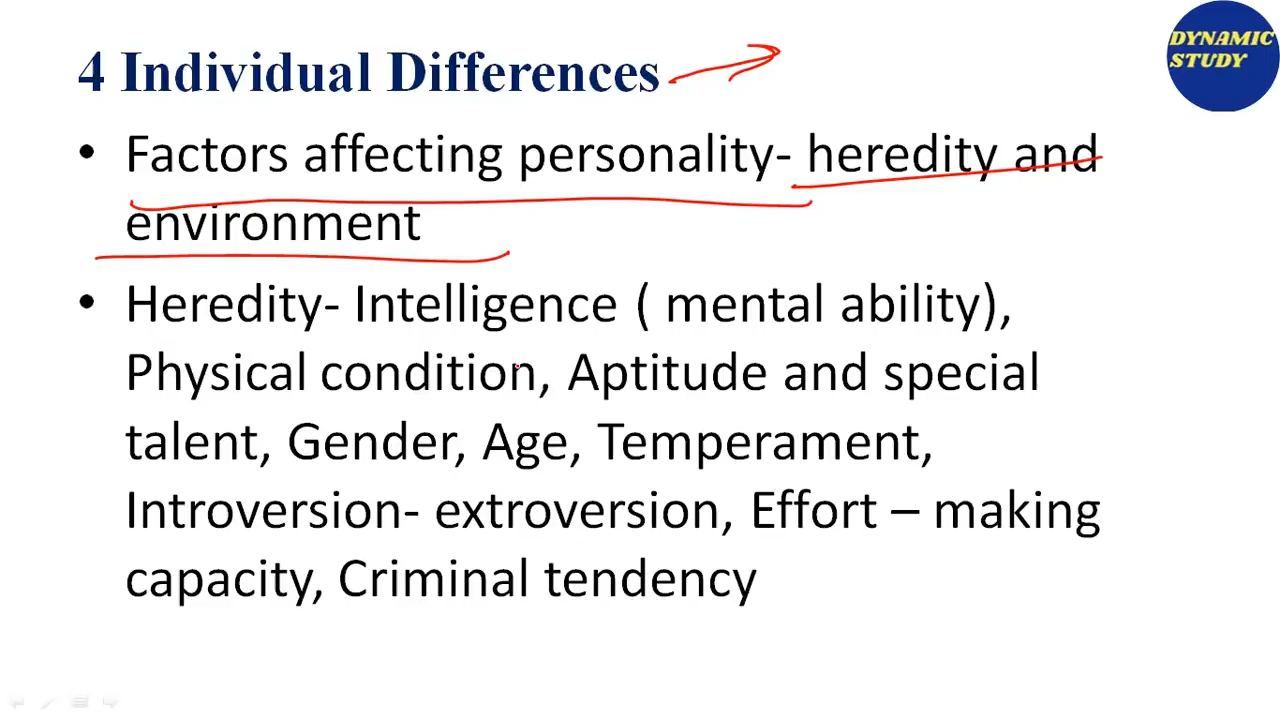 DYNAMIC
STUDY
4 Individual Differences
• Factors affecting personality- heredity and
environment
• Heredity- Intelligence ( mental ability),
Physical condition, Aptitude and special
talent, Gender, Age, Temperament,
Introversion- extroversion, Effort – making
capacity, Criminal tendency